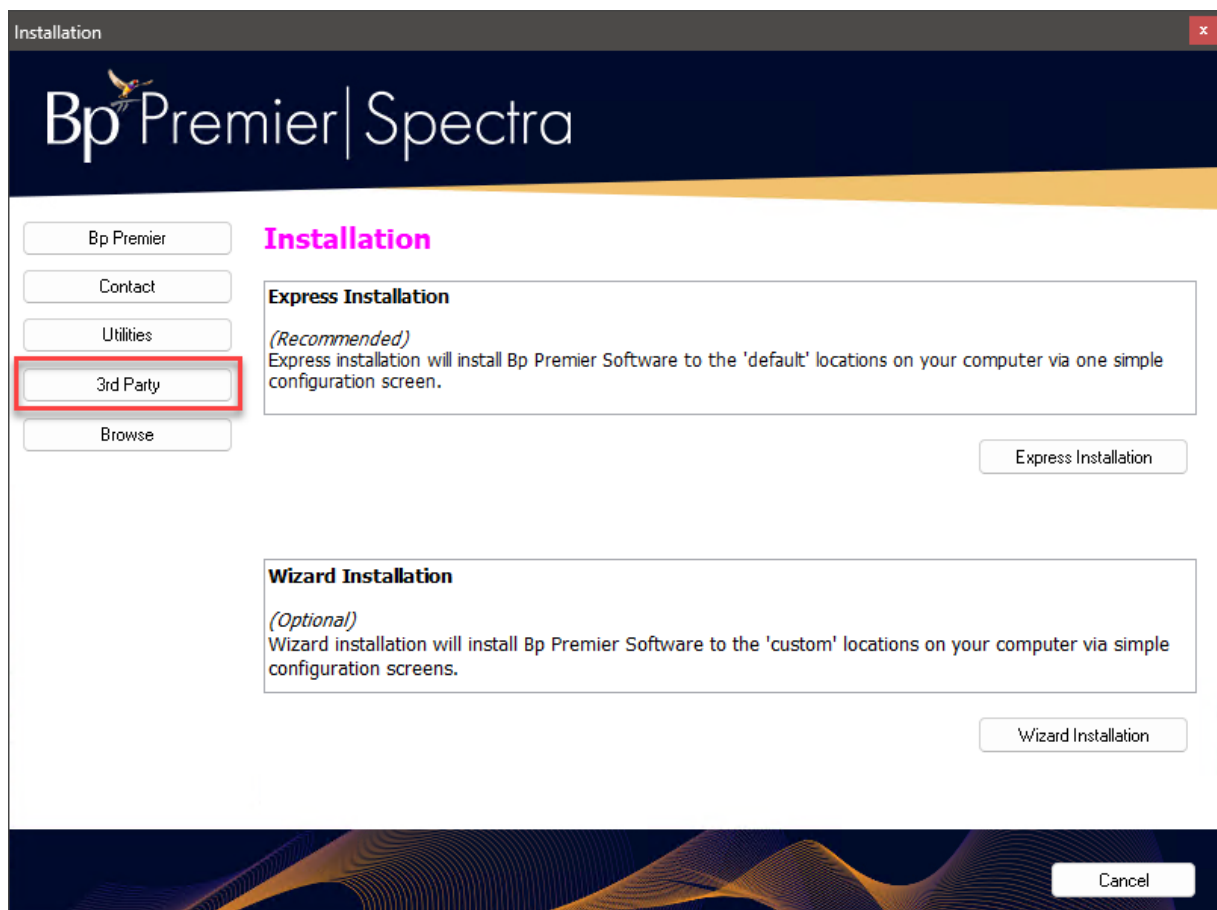 Installation
x
Bp Premier | Spectra
Bp Premier
Contact
Utilities
3rd Party
Browse
Installation
Express Installation
(Recommended)
Express installation will install Bp Premier Software to the 'default' locations on your computer via one simple
configuration screen.
Express Installation
Wizard Installation
(Optional)
Wizard installation will install Bp Premier Software to the 'custom' locations on your computer via simple
configuration screens.
Wizard Installation
Cancel